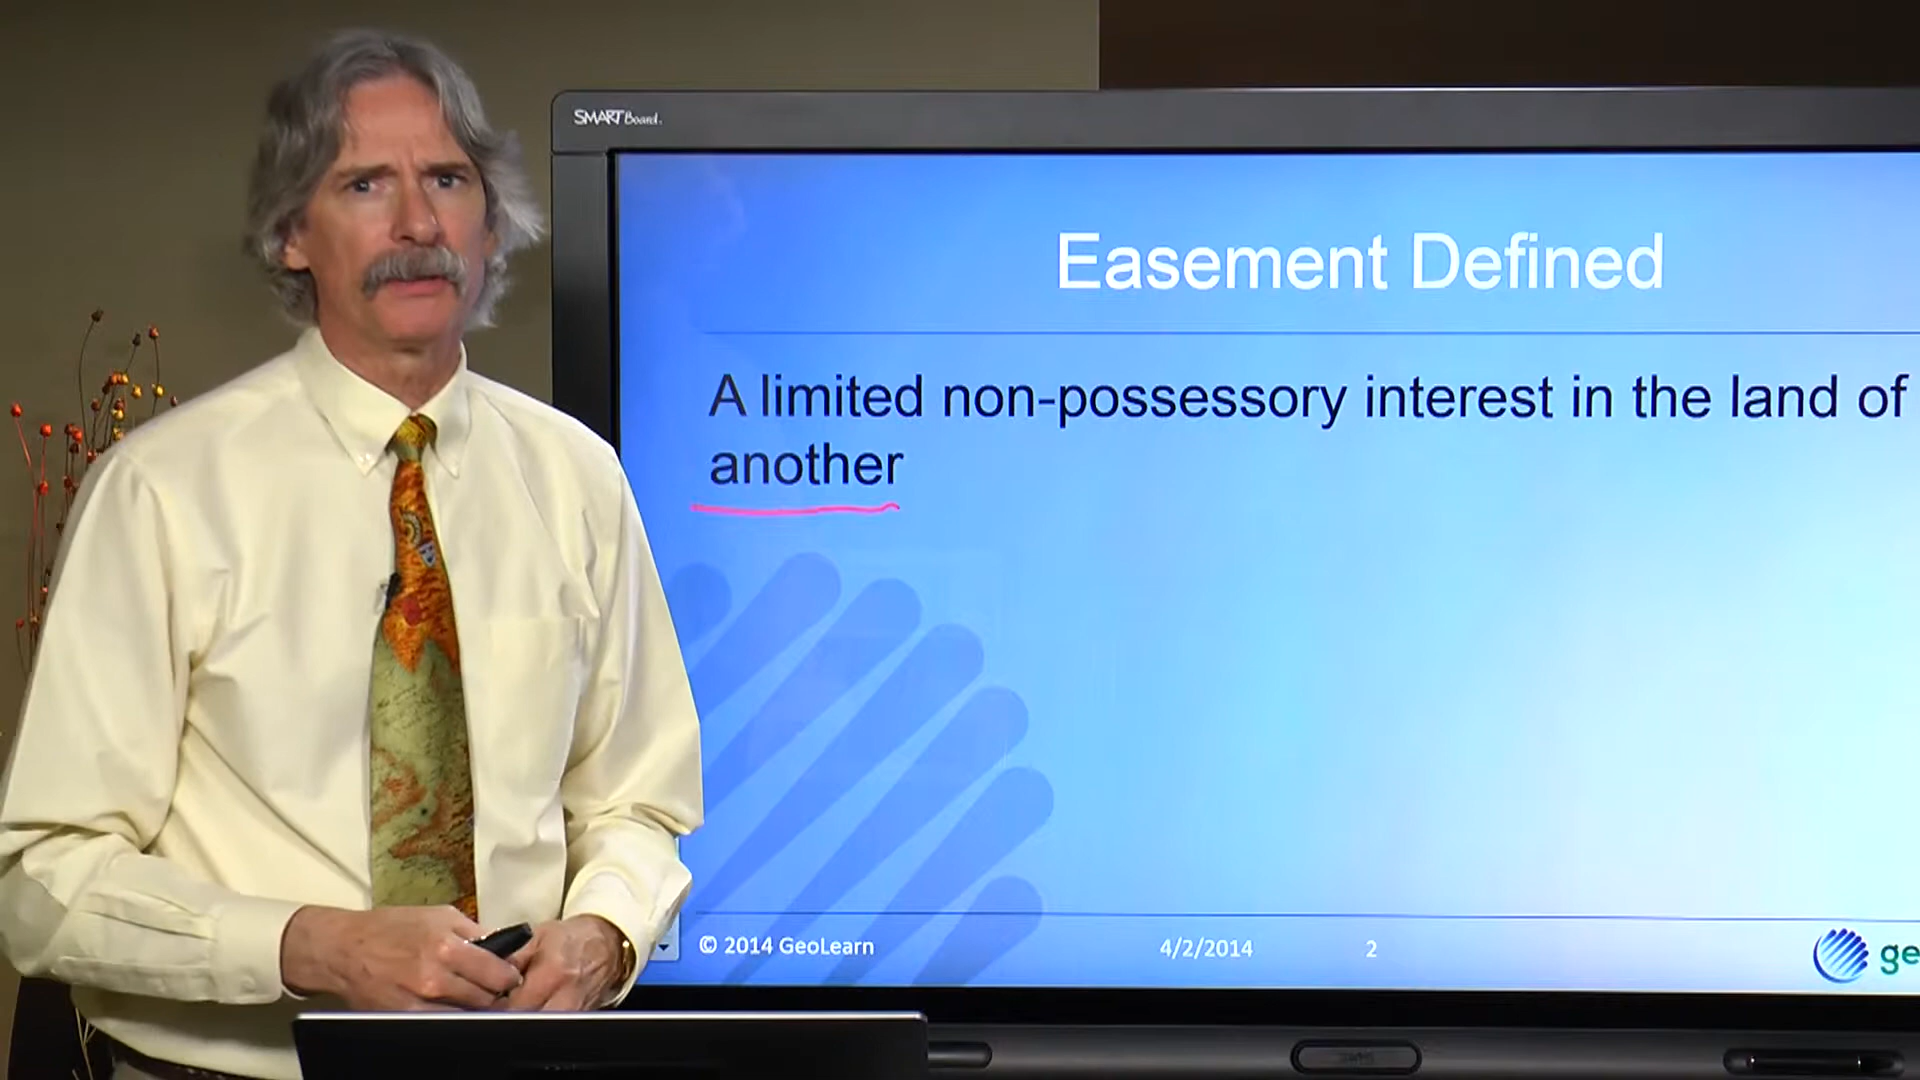 SMART Board
Easement Defined
A limited non-possessory interest in the land of
another
© 2014 GeoLearn 4/2/2014 2 ge